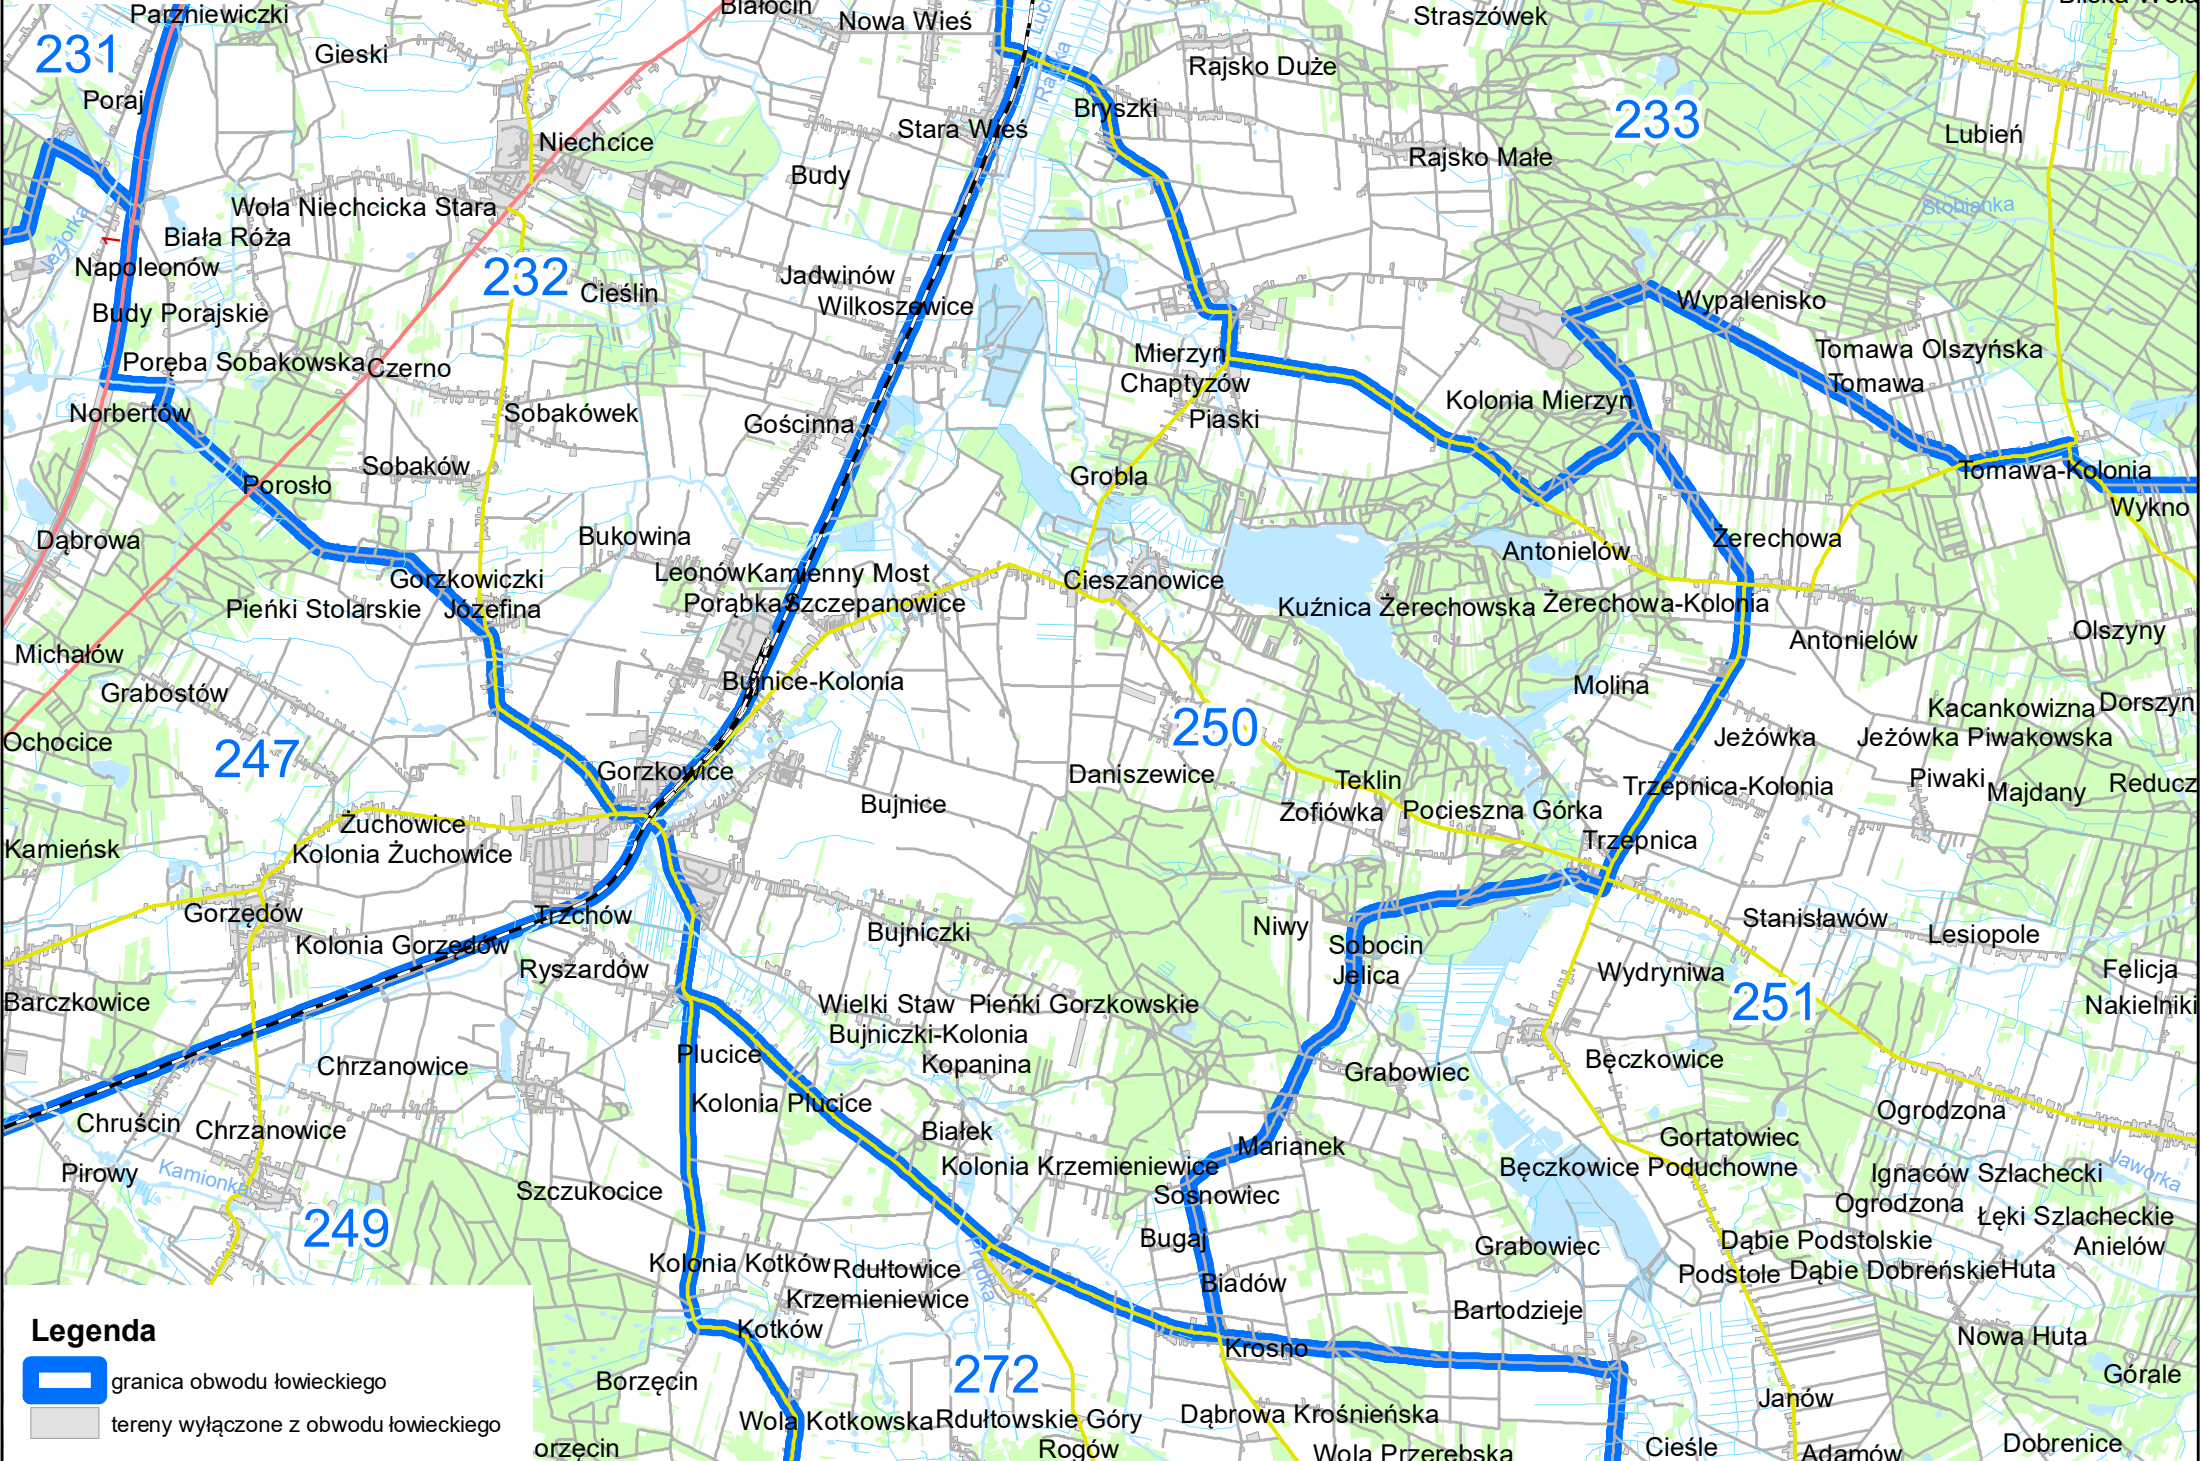 Parzniewiczki
Białocin
Nowa Wieś
Straszówek
231
Gieski
Rajsko Duże
Poraj
Bryszki
233
Stara Wieś
Lubień
Niechcice
Rajsko Małe
Budy
Wola Niechcicka Stara
Stobianka
Jeziorka
Rajska
1
Biała Róża
Napoleonów
232
Cieślin
Jadwinów
Wilkoszewice
Wypalenisko
Budy Porajskie
Poręba Sobakowska
Czerno
Mierzyn
Tomawa Olszyńska
Chaptyzów
Tomawa
Norbertów
Sobakówek
Gościnna
Piaski
Kolonia Mierzyn
Sobaków
Porosło
Grobla
Tomawa-Kolonia
Wykno
Dąbrowa
Bukowina
Antonielów
Żerechowa
Gorzkowiczki
Leonów
Kamienny Most
Cieszanowice
Pieńki Stolarskie
Józefina
Porąbka
Szczepanowice
Kuźnica Żerechowska
Żerechowa-Kolonia
Olszyny
Michałów
Antonielów
Grabostów
Bujnice-Kolonia
Molina
Kacankowizna
Dorszyn
Ochocice
247
250
Jeżówka
Jeżówka Piwakowska
Gorzkowice
Daniszewice
Teklin
Trzepnica-Kolonia
Piwaki
Majdany
Reducz
Bujnice
Zofiówka
Pocieszna Górka
Żuchowice
Trzepnica
Kamieńsk
Kolonia Żuchowice
Gorzędów
Trzchów
Niwy
Stanisławów
Bujniczki
Lesiopole
Kolonia Gorzędów
Sobocin
Ryszardów
Jelica
Wydryniwa
Felicja
Barczkowice
Wielki Staw
Pieńki Gorzkowskie
251
Nakielniki
Bujniczki-Kolonia
Plucice
Kopanina
Bęczkowice
Chrzanowice
Grabowiec
Kolonia Plucice
Ogrodzona
Chruścin
Chrzanowice
Białek
Marianek
Gortatowiec
Kolonia Krzemieniewice
Bęczkowice Poduchowne
Jaworka
Pirowy
Kamionka
Ignaców Szlachecki
Szczukocice
Sosnowiec
Ogrodzona
Łęki Szlacheckie
249
Bugaj
Grabowiec
Dąbie Podstolskie
Anielów
Kolonia Kotków
Rdułtowice
Prudka
Biadów
Podstole
Dąbie Dobreńskie
Huta
Krzemieniewice
Bartodzieje
Legenda
Kotków
Krosno
Nowa Huta
granica obwodu łowieckiego
Borzęcin
272
Górale
Janów
tereny wyłączone z obwodu łowieckiego
Wola Kotkowska
Rdułtowskie Góry
Dąbrowa Krośnieńska
orzęcin
Rogów
Wola Przerębska
Cieśle
Adamów
Dobrenice